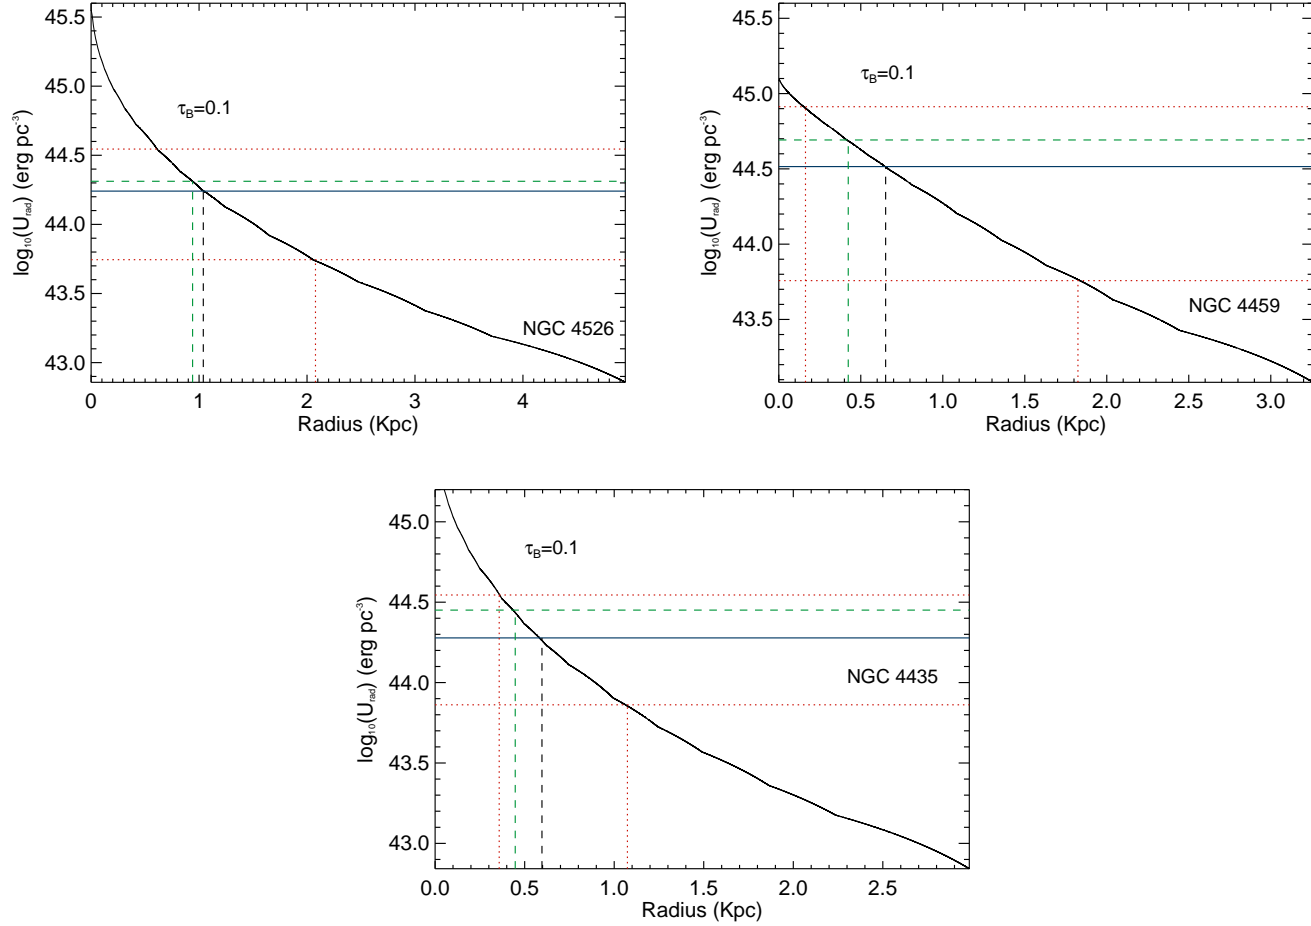 45.5
45.0
44.5
44.0
43.5
43.0
log₁₀(U_rad) (erg pc⁻³)
τ_B=0.1
NGC 4526
0 1 2 3 4
Radius (Kpc)
45.5
45.0
44.5
44.0
43.5
log₁₀(U_rad) (erg pc⁻³)
τ_B=0.1
NGC 4459
0.0 0.5 1.0 1.5 2.0 2.5 3.0
Radius (Kpc)
45.0
44.5
44.0
43.5
43.0
log₁₀(U_rad) (erg pc⁻³)
τ_B=0.1
NGC 4435
0.0 0.5 1.0 1.5 2.0 2.5
Radius (Kpc)